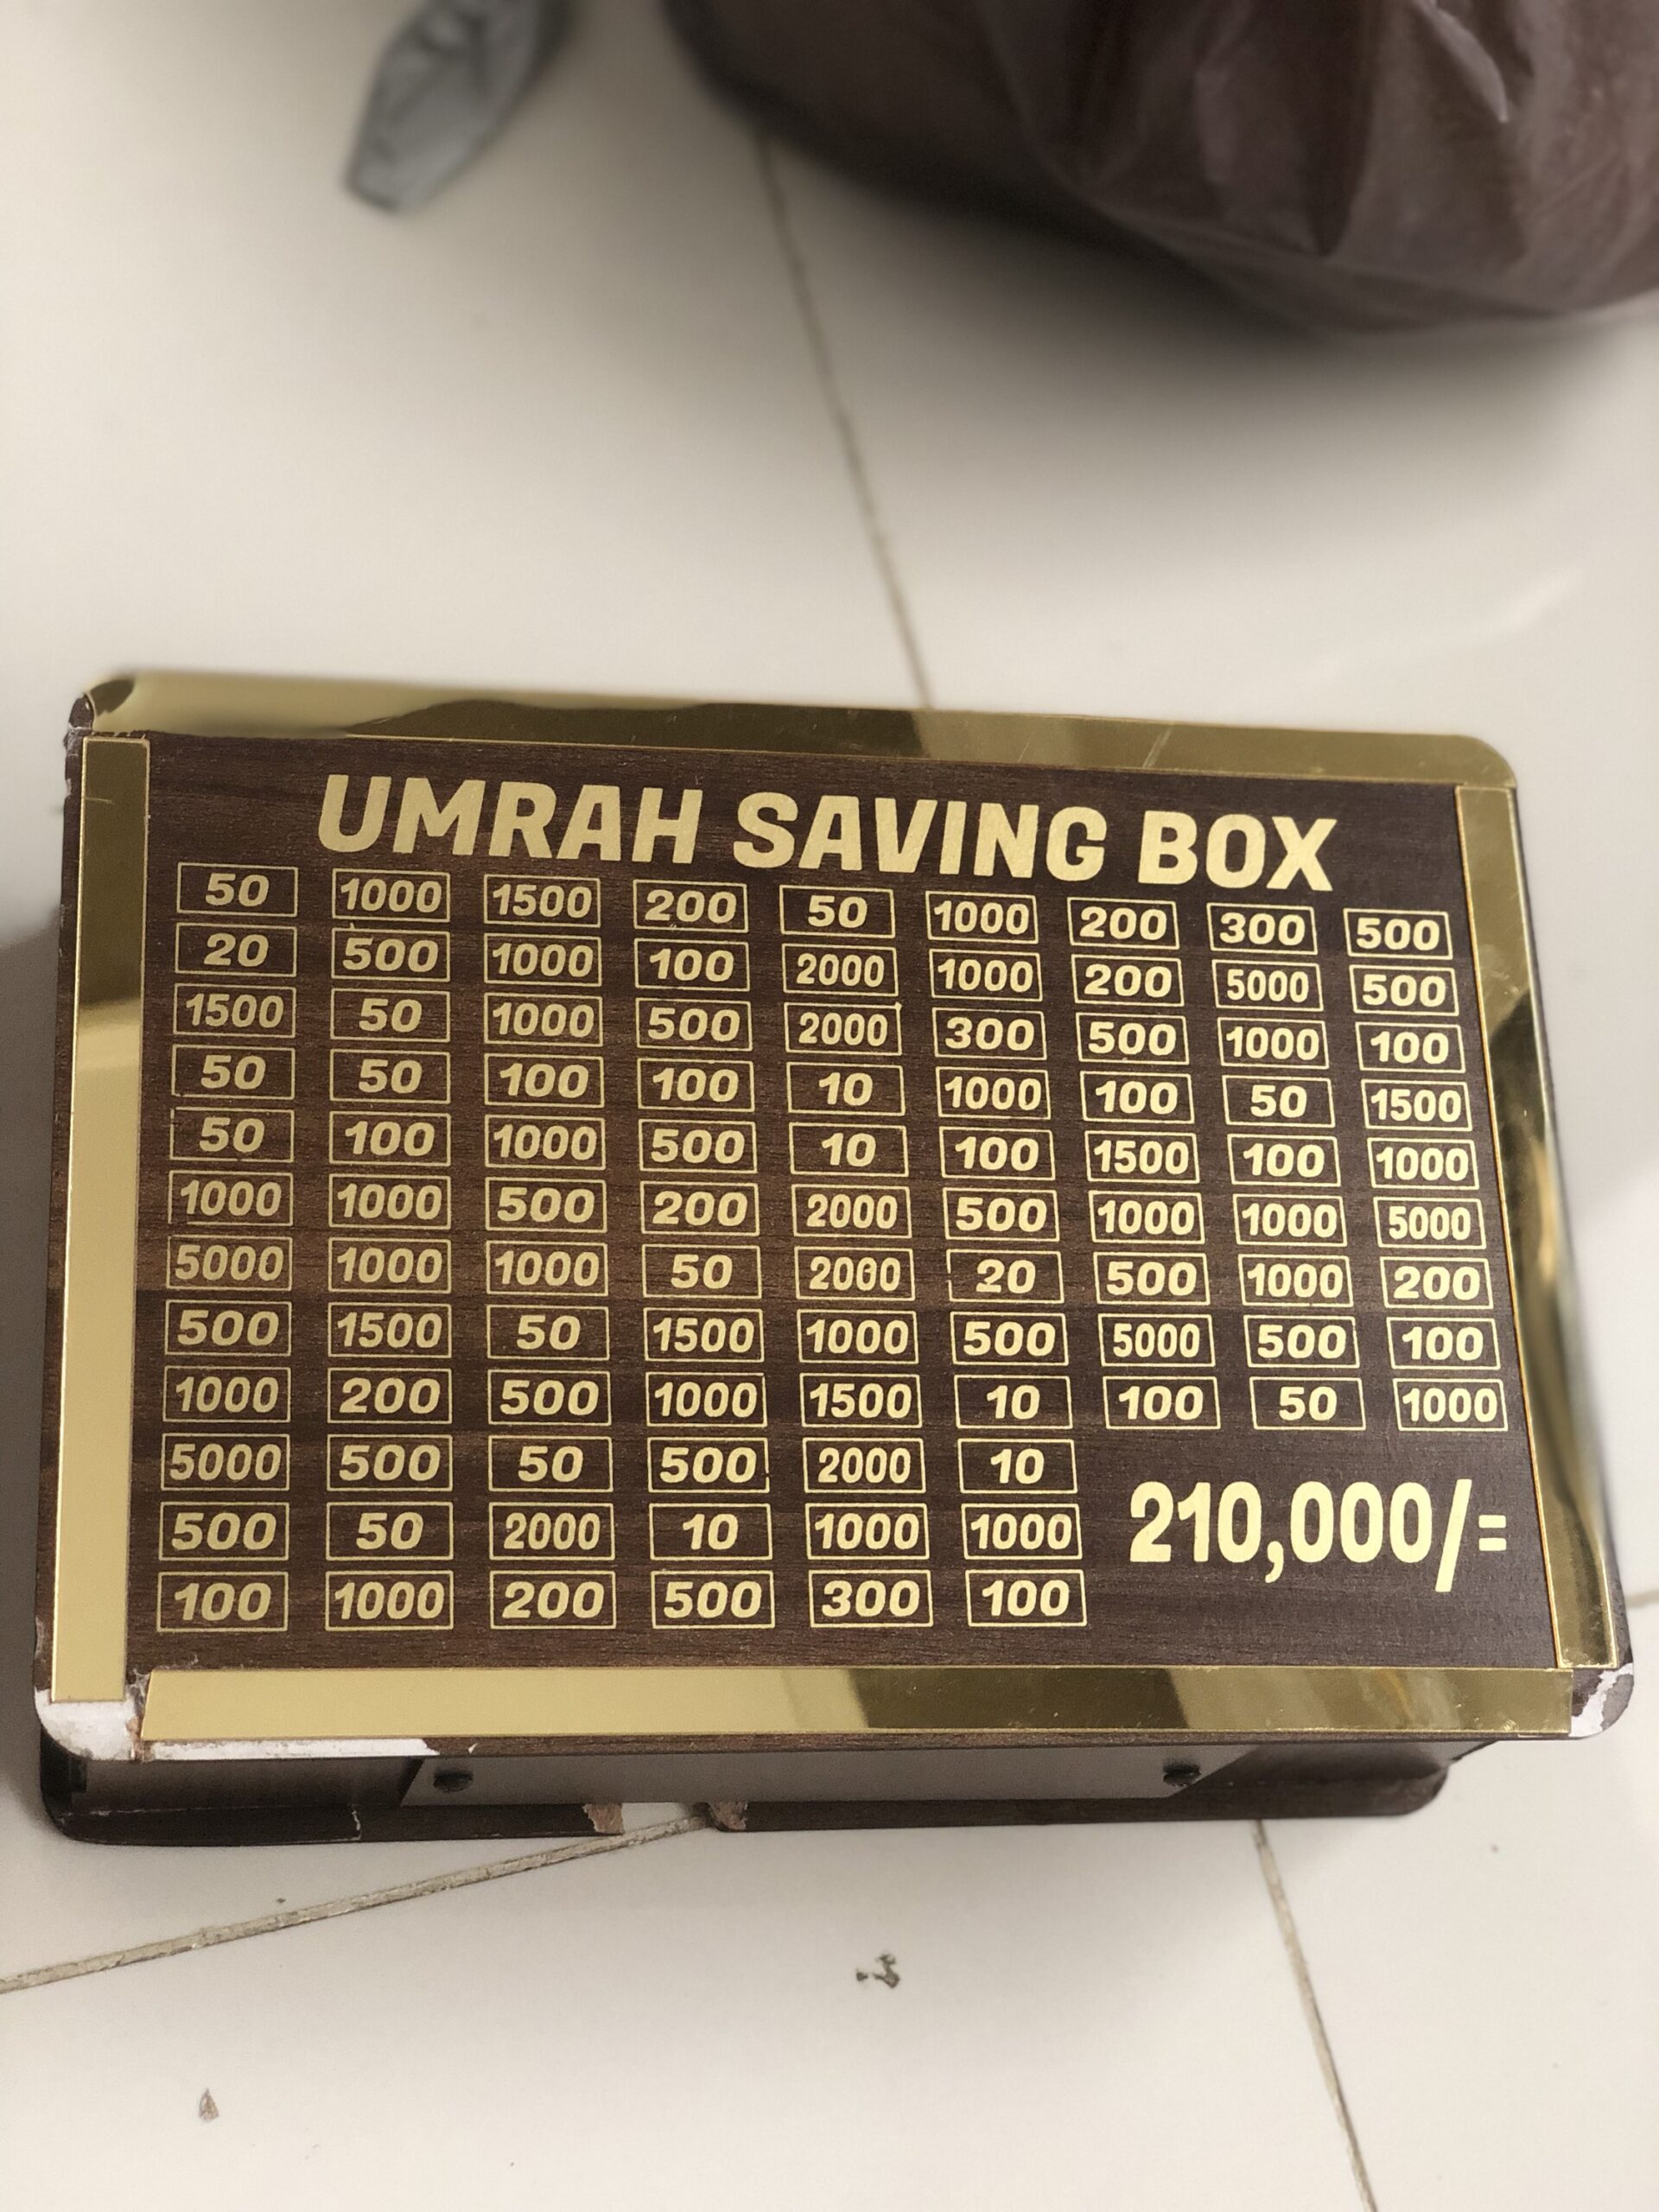 UMRAH SAVING BOX
50 1000 1500 200 50 1000 200 300 500
20 500 1000 100 2000 1000 200 5000 500
1500 50 1000 500 2000 300 500 1000 100
50 50 100 100 10 1000 100 50 1500
50 100 1000 500 10 100 1500 100 1000
1000 1000 500 200 2000 500 1000 1000 5000
5000 1000 1000 50 2000 20 500 1000 200
500 1500 50 1500 1000 500 5000 500 100
1000 200 500 1000 1500 10 100 50 1000
5000 500 50 500 2000 10
500 50 2000 10 1000 1000
100 1000 200 500 300 100
210,000/=